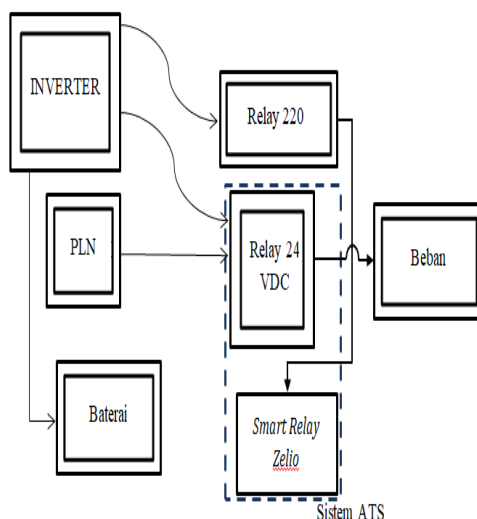 INVERTER
Relay 220
PLN
Relay 24
VDC
Beban
Baterai
Smart Relay
Zelio
Sistem ATS